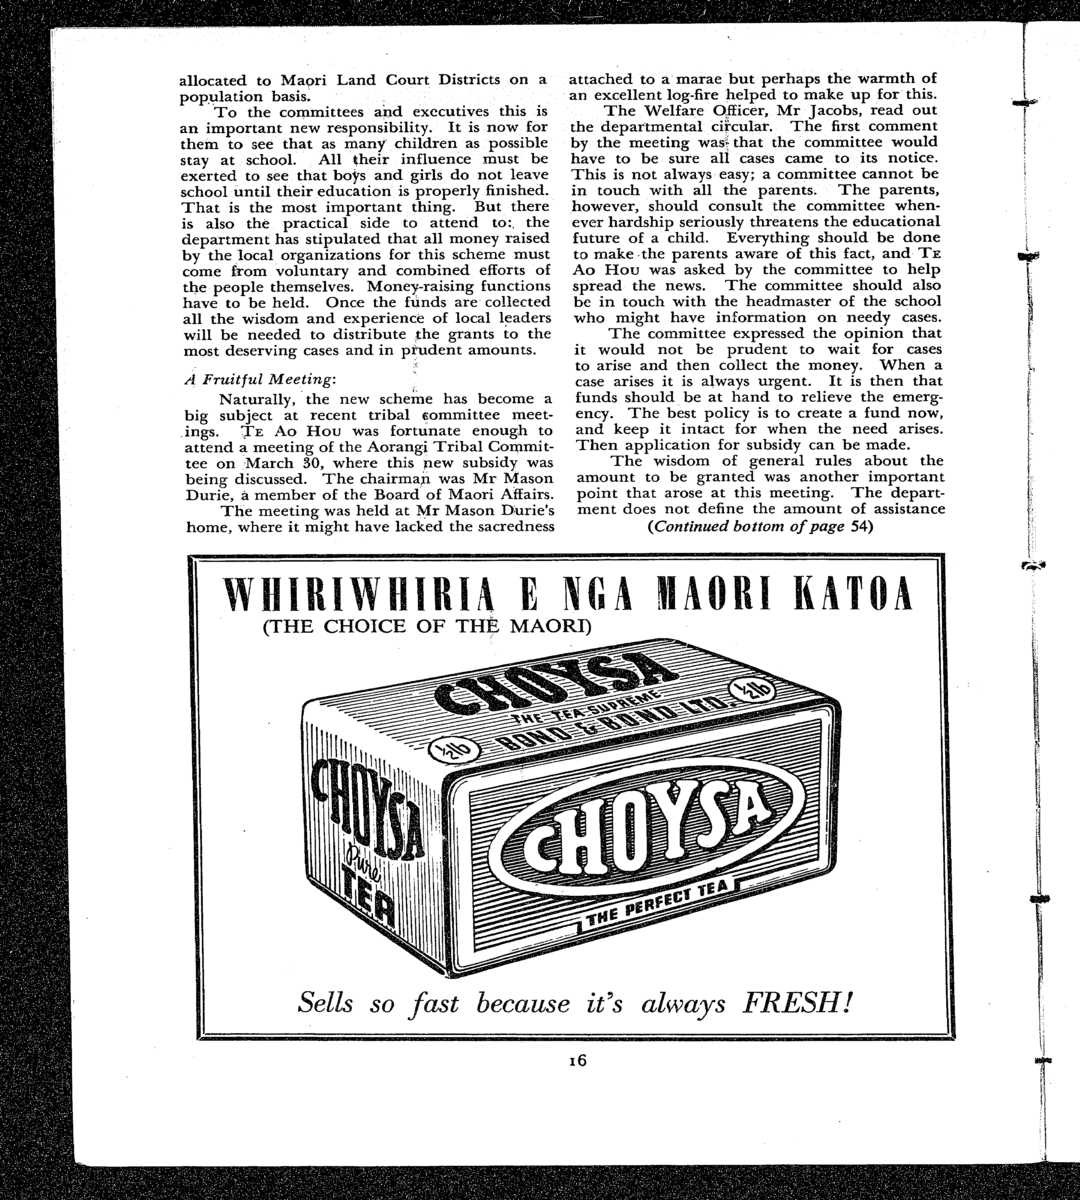 allocated to Maori Land Court Districts on a
population basis.
To the committees and executives this is
an important new responsibility. It is now for
them to see that as many children as possible
stay at school. All their influence must be
exerted to see that boys and girls do not leave
school until their education is properly finished.
That is the most important thing. But there
is also the practical side to attend to: the
department has stipulated that all money raised
by the local organizations for this scheme must
come from voluntary and combined efforts of
the people themselves. Money-raising functions
have to be held. Once the funds are collected
all the wisdom and experience of local leaders
will be needed to distribute the grants to the
most deserving cases and in prudent amounts.
A Fruitful Meeting:
Naturally, the new scheme has become a
big subject at recent tribal committee meet-
ings. TE AO HOU was fortunate enough to
attend a meeting of the Aorangi Tribal Commit-
tee on March 30, where this new subsidy was
being discussed. The chairman was Mr Mason
Durie, a member of the Board of Maori Affairs.
The meeting was held at Mr Mason Durie's
home, where it might have lacked the sacredness
attached to a marae but perhaps the warmth of
an excellent log-fire helped to make up for this.
The Welfare Officer, Mr Jacobs, read out
the departmental circular. The first comment
by the meeting was that the committee would
have to be sure all cases came to its notice.
This is not always easy; a committee cannot be
in touch with all the parents. The parents,
however, should consult the committee when-
ever hardship seriously threatens the educational
future of a child. Everything should be done
to make the parents aware of this fact, and TE
AO HOU was asked by the committee to help
spread the news. The committee should also
be in touch with the headmaster of the school
who might have information on needy cases.
The committee expressed the opinion that
it would not be prudent to wait for cases
to arise and then collect the money. When a
case arises it is always urgent. It is then that
funds should be at hand to relieve the emerg-
ency. The best policy is to create a fund now,
and keep it intact for when the need arises.
Then application for subsidy can be made.
The wisdom of general rules about the
amount to be granted was another important
point that arose at this meeting. The depart-
ment does not define the amount of assistance
(Continued bottom of page 54)
WHIRIWHIRIA E NGA MAORI KATOA
(THE CHOICE OF THE MAORI)
CHOYSA
THE TEA-SUPREME
BOND & BOND LTD.
½lb
½lb
CHOYSA
Pure
TEA
CHOYSA
THE PERFECT TEA
Sells so fast because it's always FRESH!
16